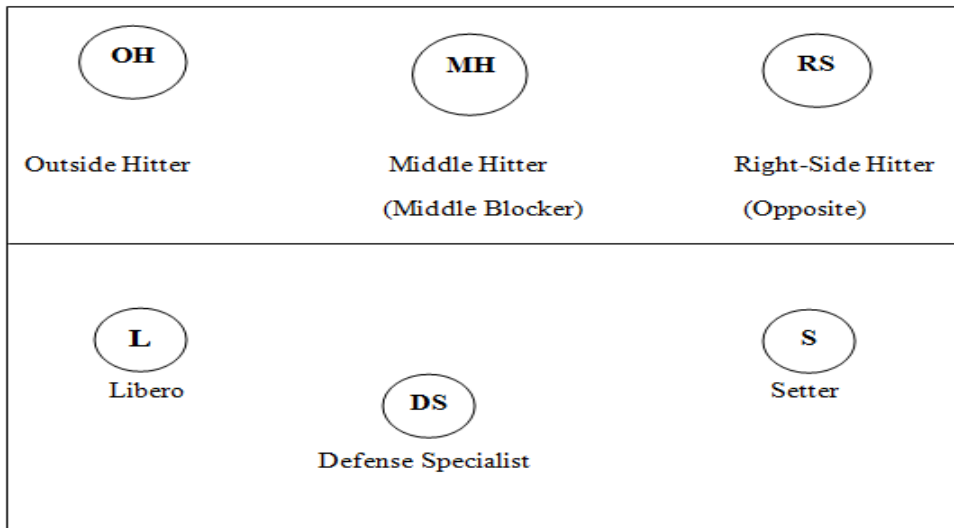 OH
MH
RS
Outside Hitter
Middle Hitter
(Middle Blocker)
Right-Side Hitter
(Opposite)
L
Libero
DS
Defense Specialist
S
Setter